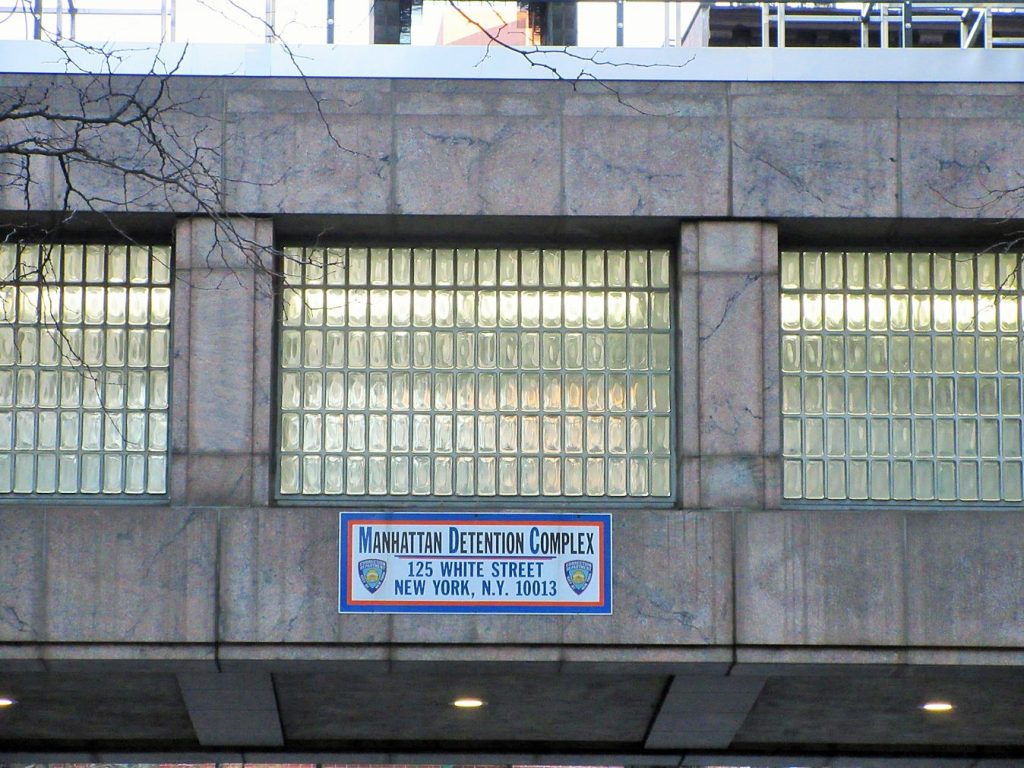 MANHATTAN DETENTION COMPLEX
125 WHITE STREET
NEW YORK, N.Y. 10013